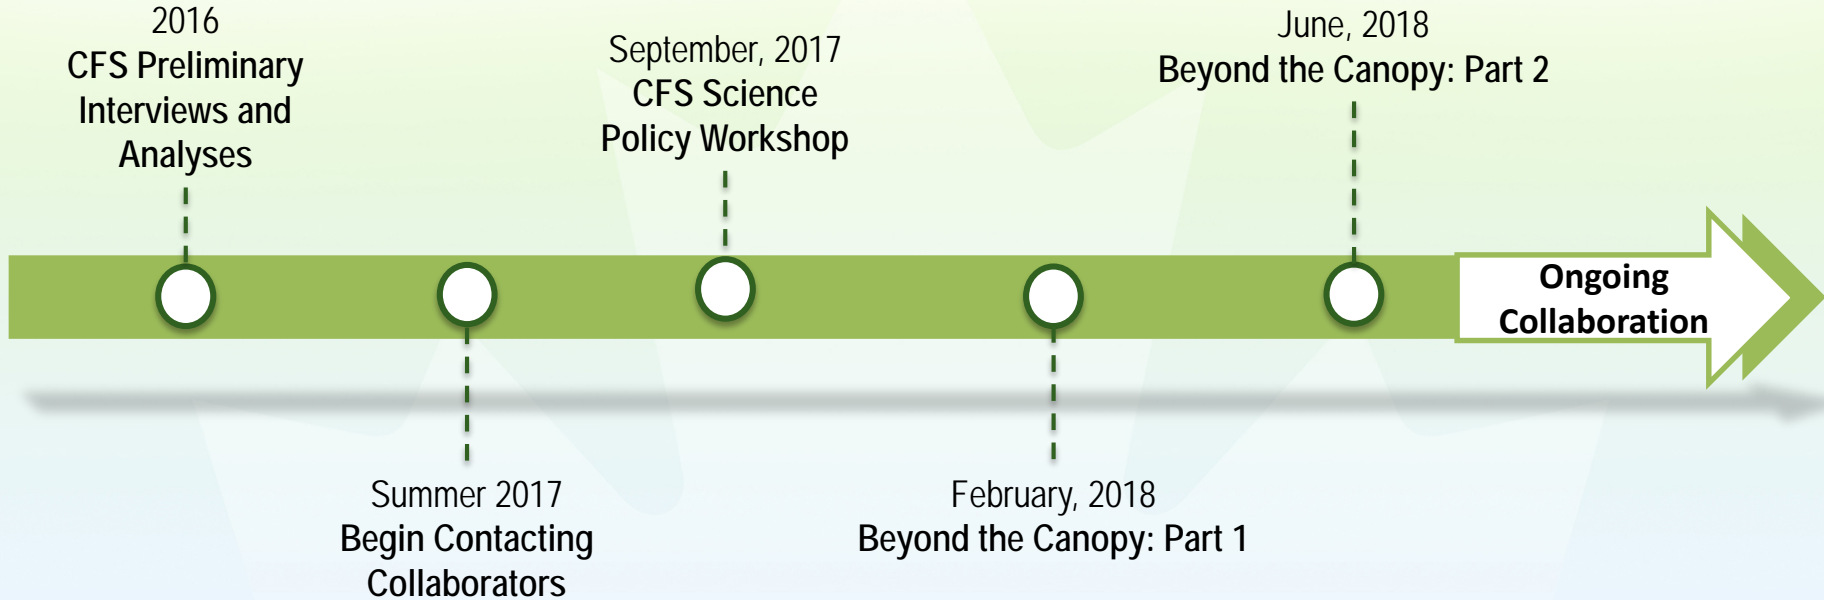 2016
CFS Preliminary
Interviews and
Analyses
Summer 2017
Begin Contacting
Collaborators
September, 2017
CFS Science
Policy Workshop
February, 2018
Beyond the Canopy: Part 1
June, 2018
Beyond the Canopy: Part 2
Ongoing
Collaboration